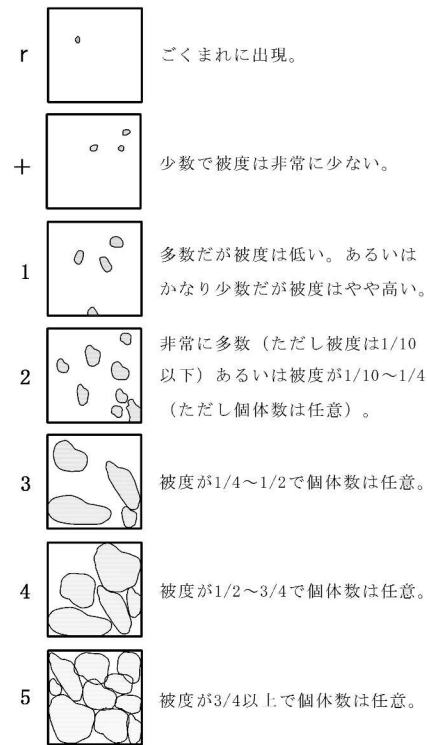 r
ごくまれに出現。
+
少数で被度は非常に少ない。
1
多数だが被度は低い。あるいは
かなり少数だが被度はやや高い。
2
非常に多数（ただし被度は1/10
以下）あるいは被度が1/10～1/4
（ただし個体数は任意）。
3
被度が1/4～1/2で個体数は任意。
4
被度が1/2～3/4で個体数は任意。
5
被度が3/4以上で個体数は任意。